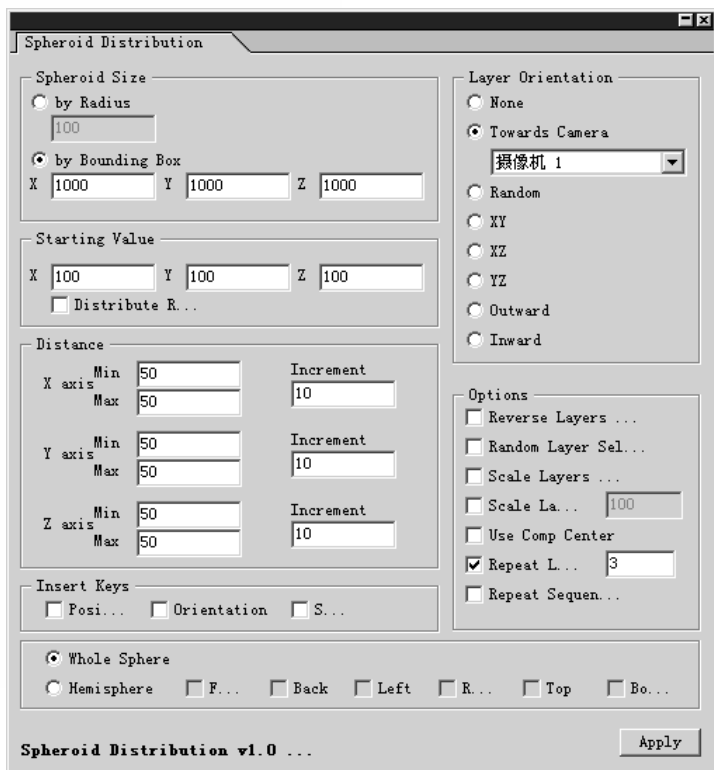 Spheroid Distribution
Spheroid Size
by Radius
100
by Bounding Box
X 1000 Y 1000 Z 1000
Starting Value
X 100 Y 100 Z 100
Distribute R...
Distance
X axis Min 50 Increment
Max 50 10
Y axis Min 50 Increment
Max 50 10
Z axis Min 50 Increment
Max 50 10
Insert Keys
Posi... Orientation S...
Layer Orientation
None
Towards Camera
摄像机 1
Random
XY
XZ
YZ
Outward
Inward
Options
Reverse Layers ...
Random Layer Sel...
Scale Layers ...
Scale La... 100
Use Comp Center
Repeat L... 3
Repeat Sequen...
Whole Sphere
Hemisphere F... Back Left R... Top Bo...
Spheroid Distribution v1.0 ...
Apply